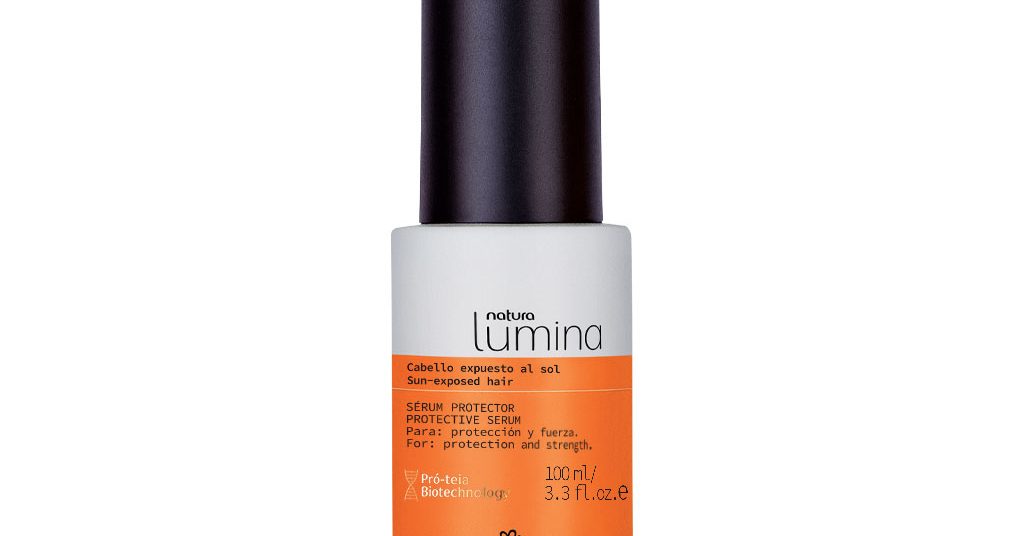 natura
lumina
Cabello expuesto al sol
Sun-exposed hair
SÉRUM PROTECTOR
PROTECTIVE SERUM
Para: protección y fuerza.
For: protection and strength.
Pró-teia
Biotechnology
100 ml/
3.3 fl.oz.e